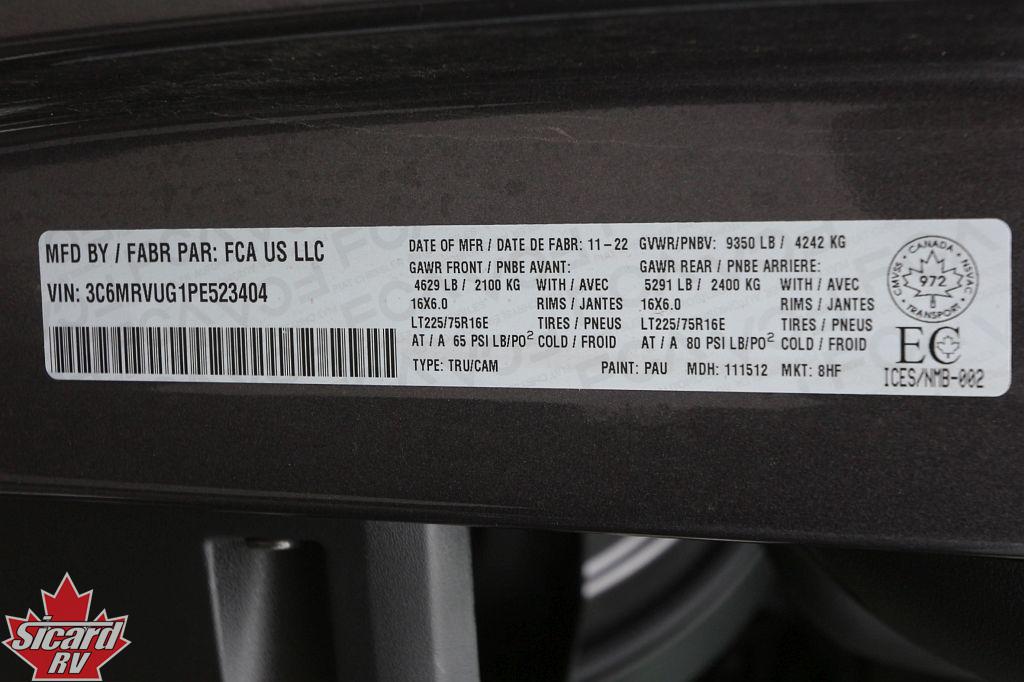 MFD BY / FABR PAR: FCA US LLC
VIN: 3C6MRVUG1PE523404
DATE OF MFR / DATE DE FABR: 11-22 GVWR/PNBV: 9350 LB / 4242 KG
GAWR FRONT / PNBE AVANT: GAWR REAR / PNBE ARRIERE:
4629 LB / 2100 KG WITH / AVEC 5291 LB / 2400 KG WITH / AVEC
16X6.0 RIMS / JANTES 16X6.0 RIMS / JANTES
LT225/75R16E TIRES / PNEUS LT225/75R16E TIRES / PNEUS
AT / A 65 PSI LB/PO² COLD / FROID AT / A 80 PSI LB/PO² COLD / FROID
TYPE: TRU/CAM PAINT: PAU MDH: 111512 MKT: 8HF
CANADA
CMVSS 972 NSVAC
TRANSPORT
EC
ICES/NMB-002
Sicard
RV